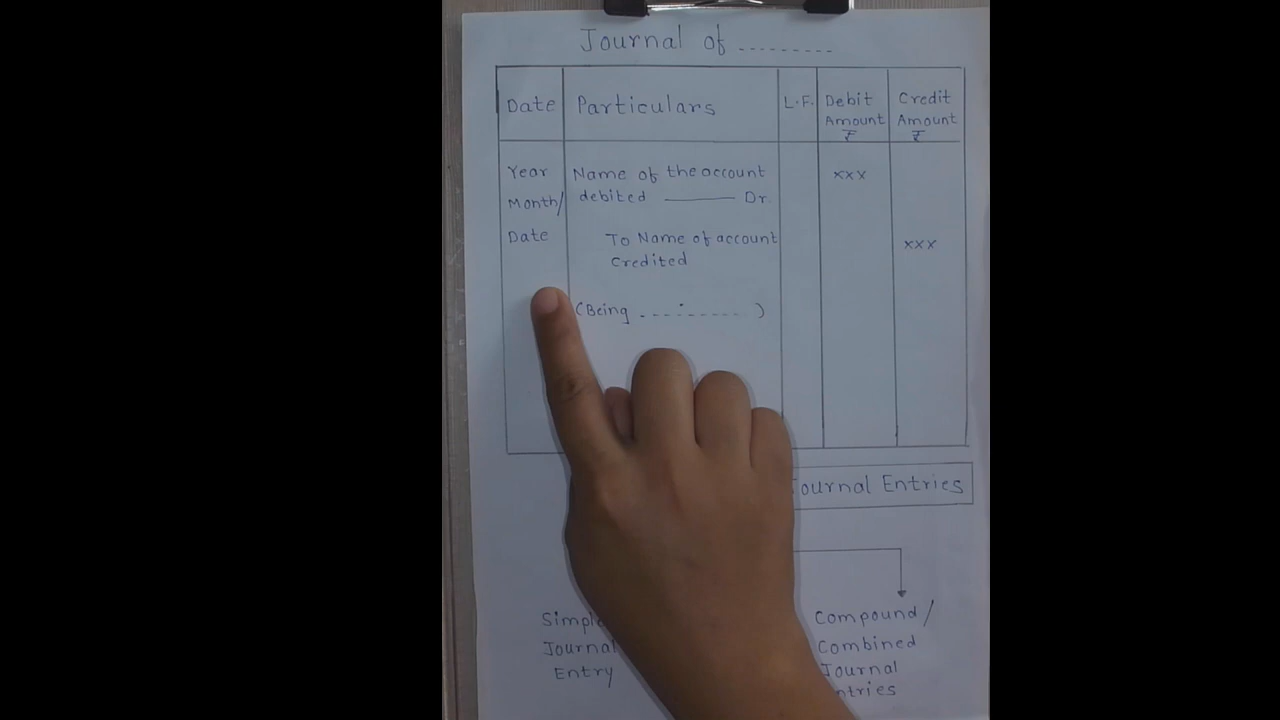 Journal of .........
Date Particulars L.F. Debit Amount ₹ Credit Amount ₹
Year Name of the account xxx
Month/ debited ——— Dr.
Date To Name of account xxx
Credited
(Being ..........)
Journal Entries
Compound/
Journal Combined
Entry Journal